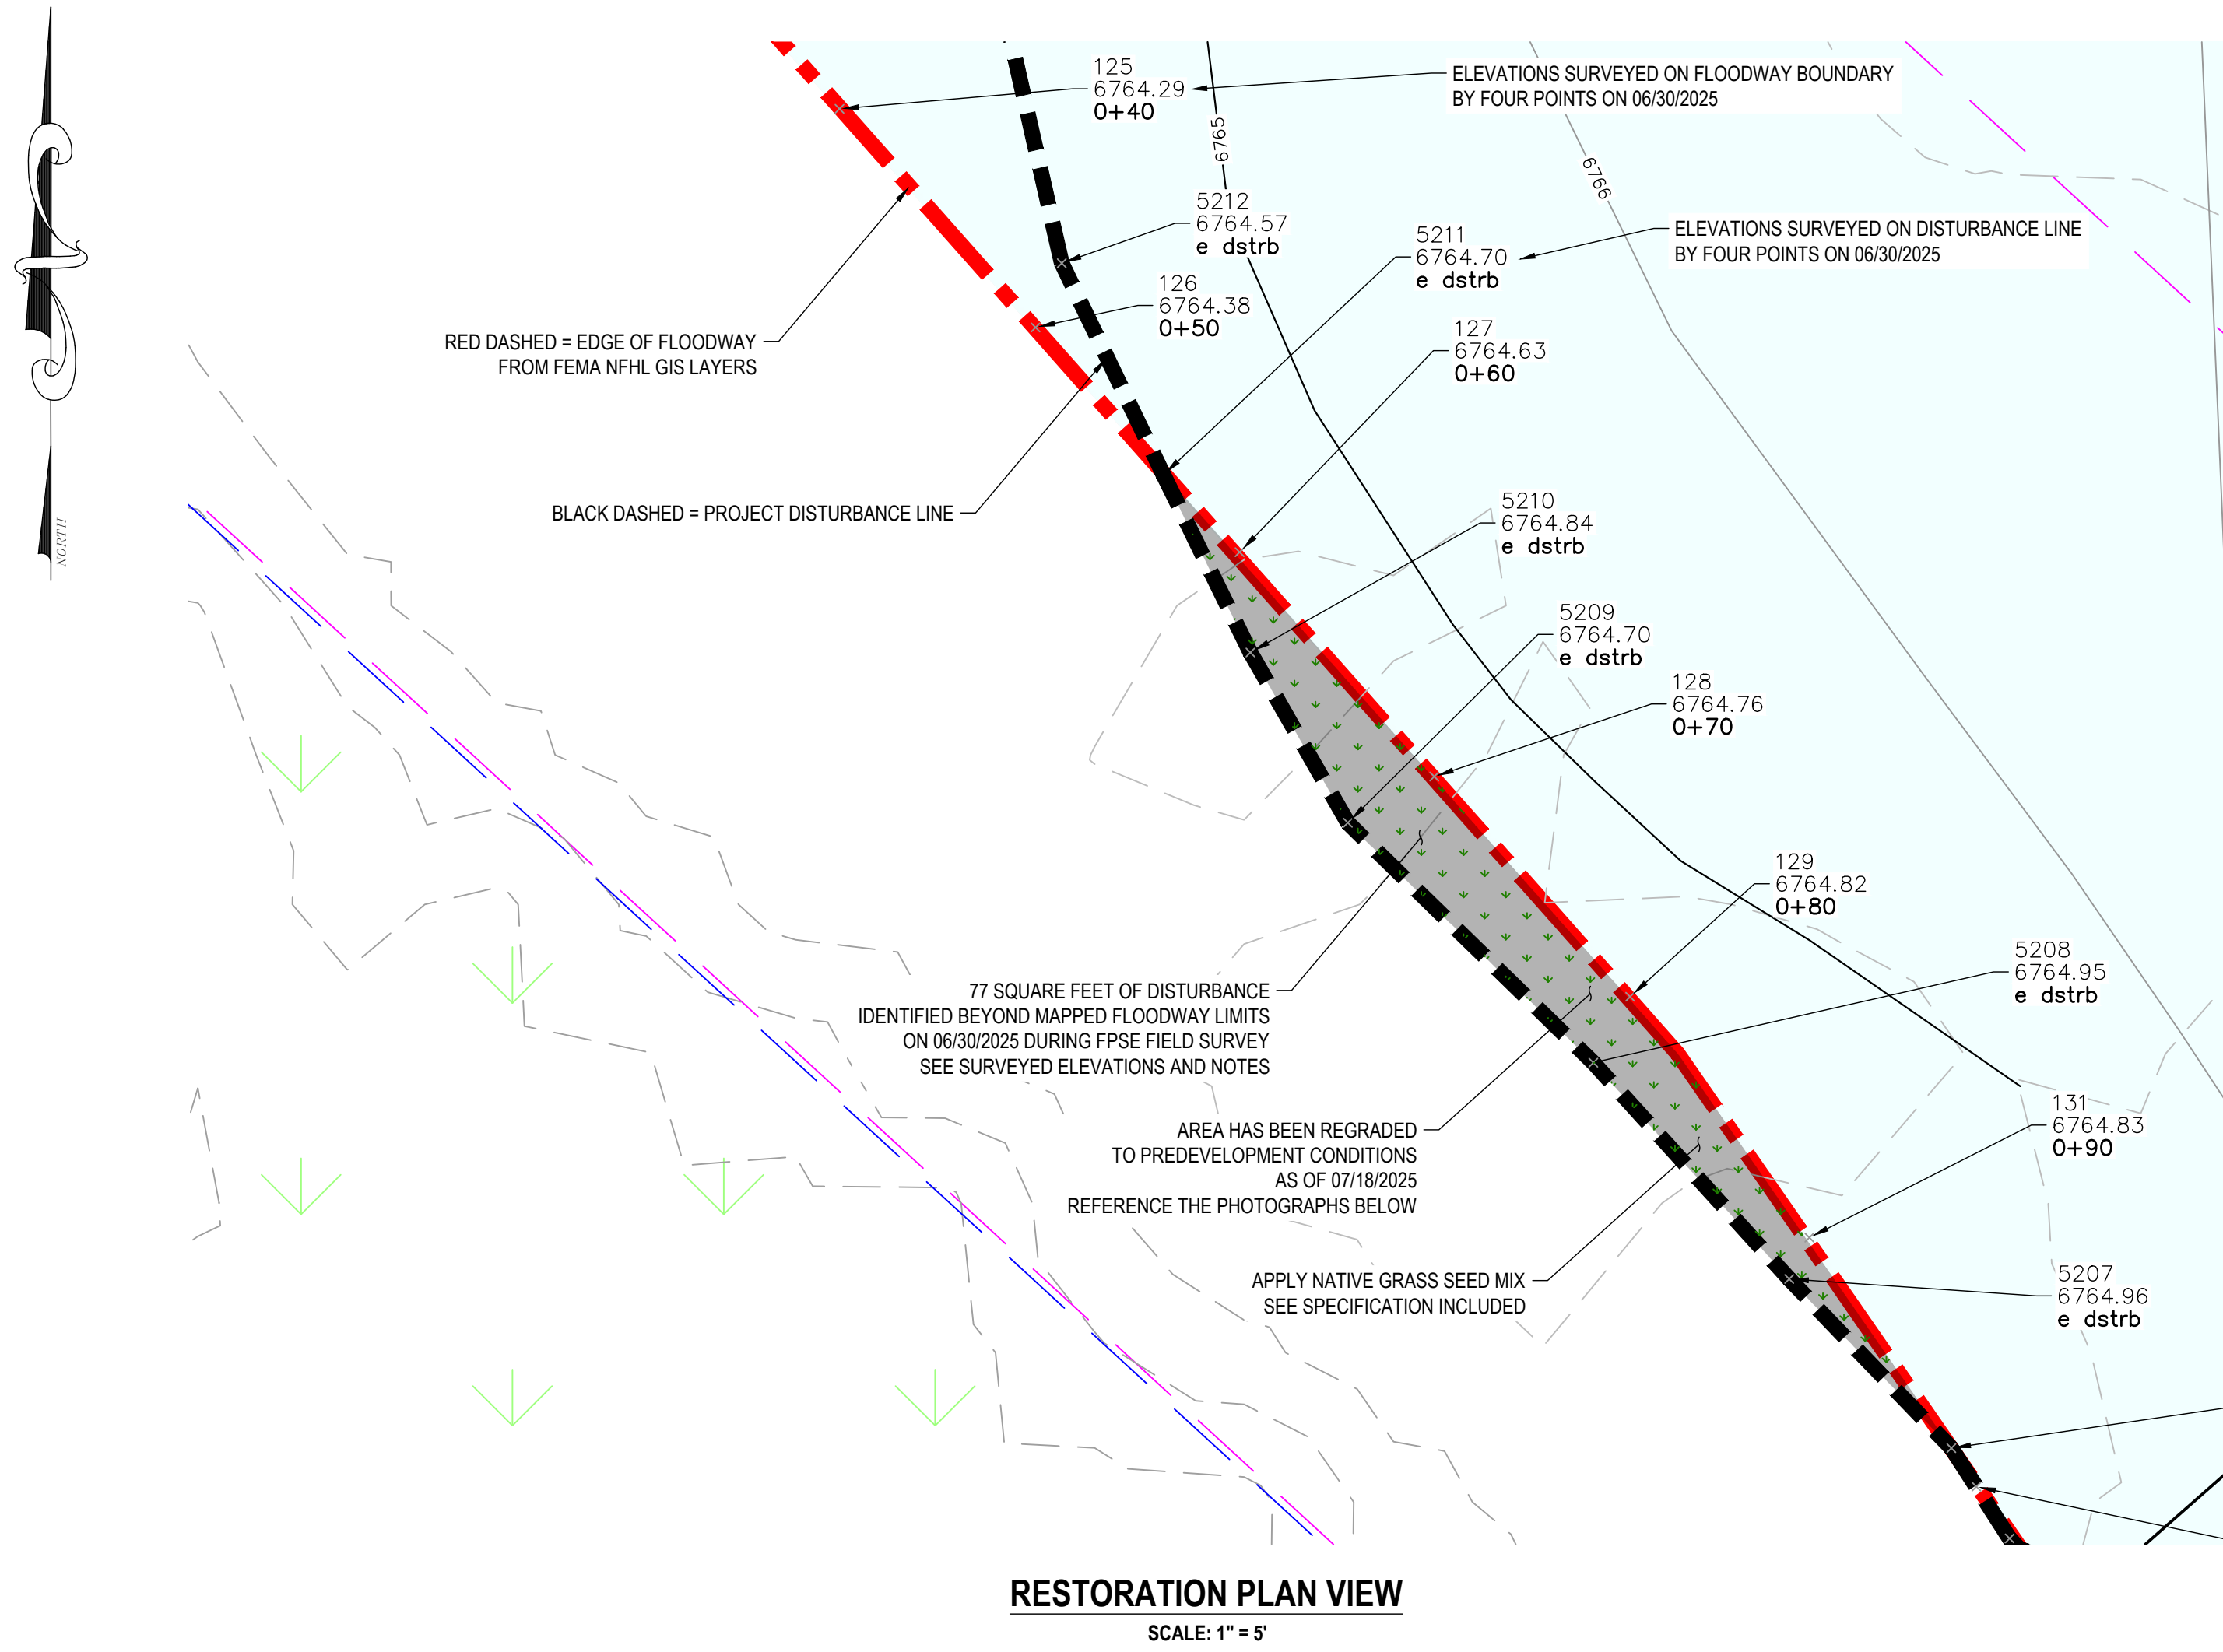 125
6764.29
0+40
ELEVATIONS SURVEYED ON FLOODWAY BOUNDARY
BY FOUR POINTS ON 06/30/2025
6765
6766
5212
6764.57
e dstrb
5211
6764.70
e dstrb
ELEVATIONS SURVEYED ON DISTURBANCE LINE
BY FOUR POINTS ON 06/30/2025
126
6764.38
0+50
RED DASHED = EDGE OF FLOODWAY
FROM FEMA NFHL GIS LAYERS
127
6764.63
0+60
BLACK DASHED = PROJECT DISTURBANCE LINE
NORTH
5210
6764.84
e dstrb
5209
6764.70
e dstrb
128
6764.76
0+70
129
6764.82
0+80
5208
6764.95
e dstrb
77 SQUARE FEET OF DISTURBANCE
IDENTIFIED BEYOND MAPPED FLOODWAY LIMITS
ON 06/30/2025 DURING FPSE FIELD SURVEY
SEE SURVEYED ELEVATIONS AND NOTES
131
6764.83
0+90
AREA HAS BEEN REGRADED
TO PREDEVELOPMENT CONDITIONS
AS OF 07/18/2025
REFERENCE THE PHOTOGRAPHS BELOW
5207
6764.96
e dstrb
APPLY NATIVE GRASS SEED MIX
SEE SPECIFICATION INCLUDED
RESTORATION PLAN VIEW
SCALE: 1" = 5'